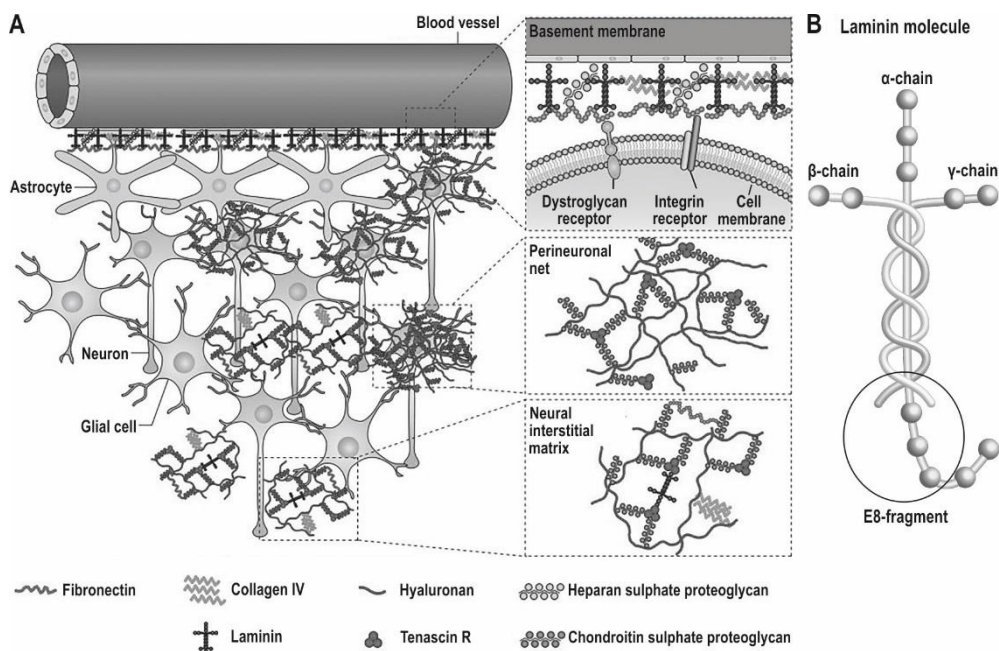 A
Blood vessel
Astrocyte
Neuron
Glial cell
Basement membrane
Dystroglycan
receptor
Integrin
receptor
Cell
membrane
Perineuronal
net
Neural
interstitial
matrix
Fibronectin
Collagen IV
Hyaluronan
Heparan sulphate proteoglycan
Laminin
Tenascin R
Chondroitin sulphate proteoglycan
B
Laminin molecule
α-chain
β-chain
γ-chain
E8-fragment